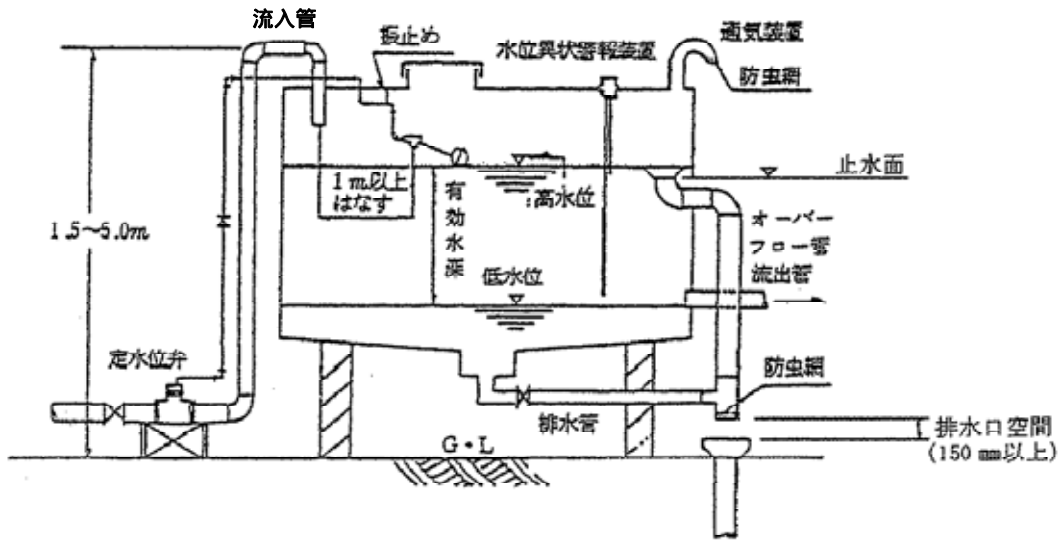 流入管
振止め
水位異状警報装置
通気装置
防虫網
止水面
1m以上
はなす
有効水深
高水位
1.5～5.0m
オーバー
フロー管
流出管
低水位
定水位弁
防虫網
排水管
排水口空間
(150mm以上)
G・L